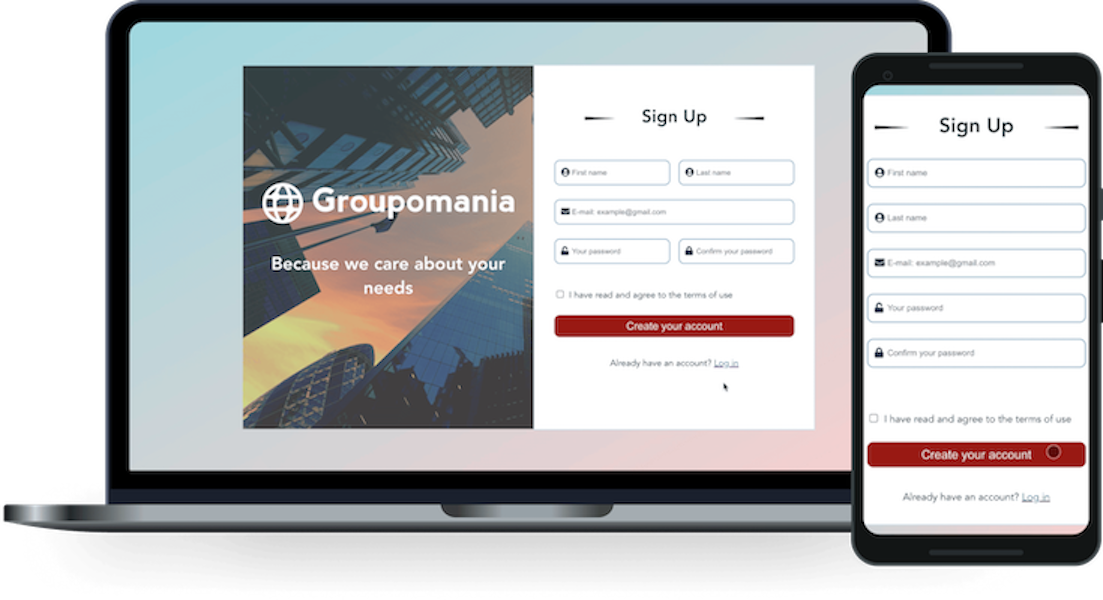 Groupomania
Because we care about your
needs
Sign Up
First name
Last name
E-mail: example@gmail.com
Your password
Confirm your password
I have read and agree to the terms of use
Create your account
Already have an account? Log in
Sign Up
First name
Last name
E-mail: example@gmail.com
Your password
Confirm your password
I have read and agree to the terms of use
Create your account
Already have an account? Log in